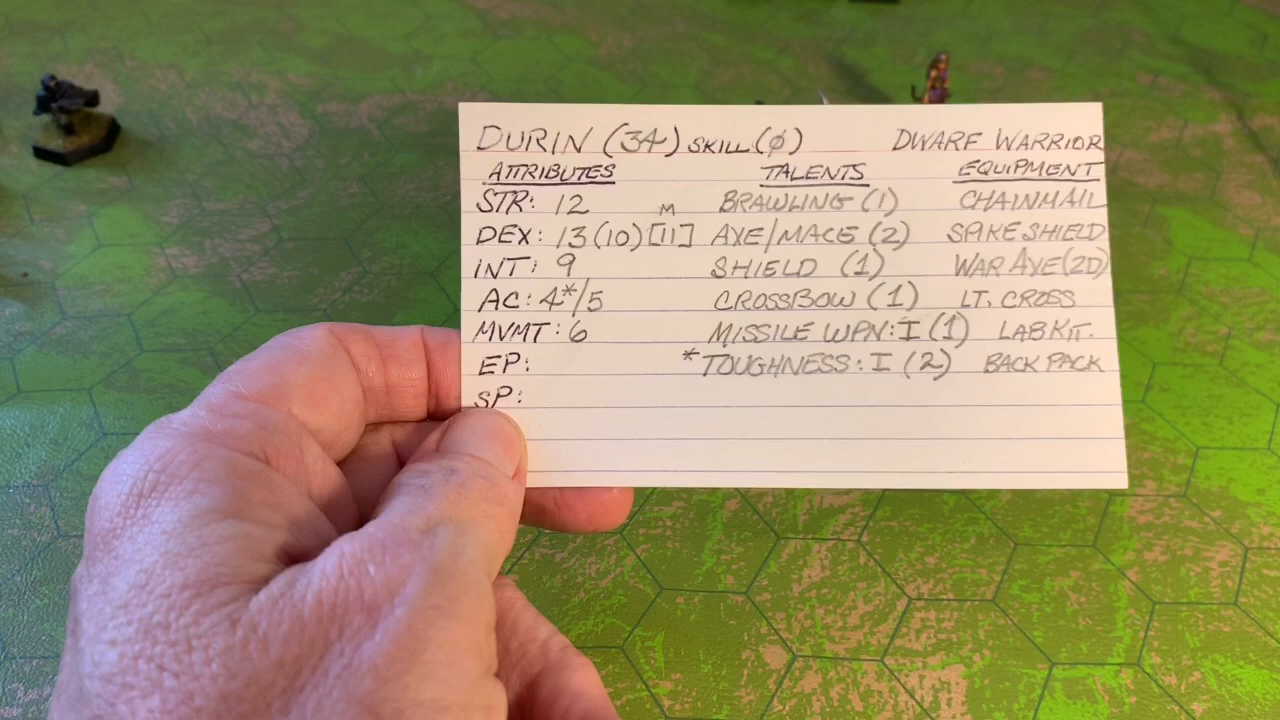 DURIN (34) SKILL (ø) DWARF WARRIOR
ATTRIBUTES TALENTS EQUIPMENT
STR: 12 BRAWLING (1) CHAINMAIL
M
DEX: 13 (10) [11] AXE/MACE (2) SPIKE SHIELD
INT: 9 SHIELD (1) WAR AXE (2D)
AC: 4*/5 CROSSBOW (1) LT. CROSS
MVMT: 6 MISSILE WPN: I (1) LAB KIT.
EP: *TOUGHNESS: I (2) BACK PACK
SP: